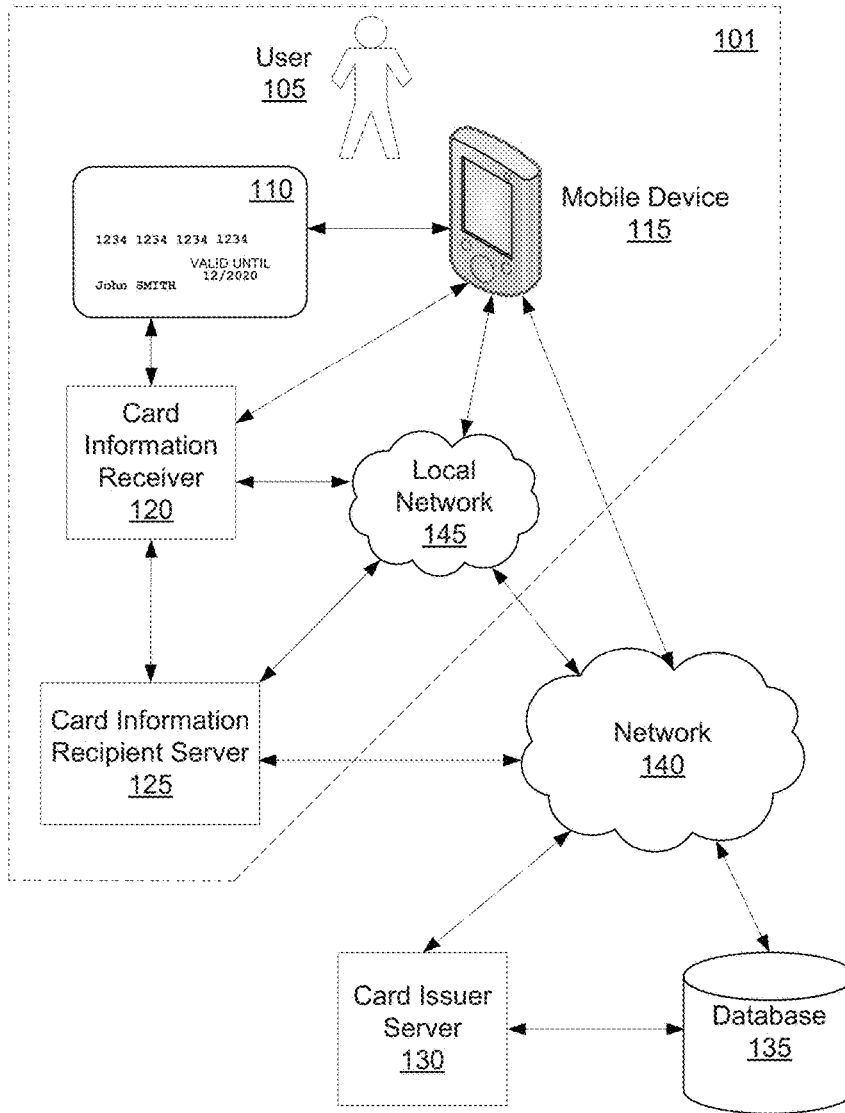 101
User
105
110
1234 1234 1234 1234
VALID UNTIL
12/2020
John SMITH
Mobile Device
115
Card
Information
Receiver
120
Local
Network
145
Card Information
Recipient Server
125
Network
140
Card Issuer
Server
130
Database
135